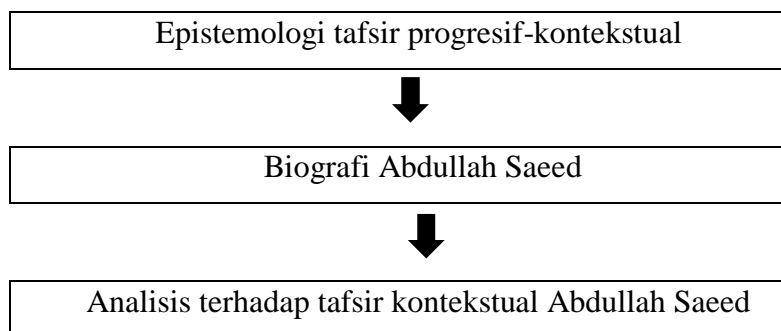 Epistemologi tafsir progresif-kontekstual
Biografi Abdullah Saeed
Analisis terhadap tafsir kontekstual Abdullah Saeed